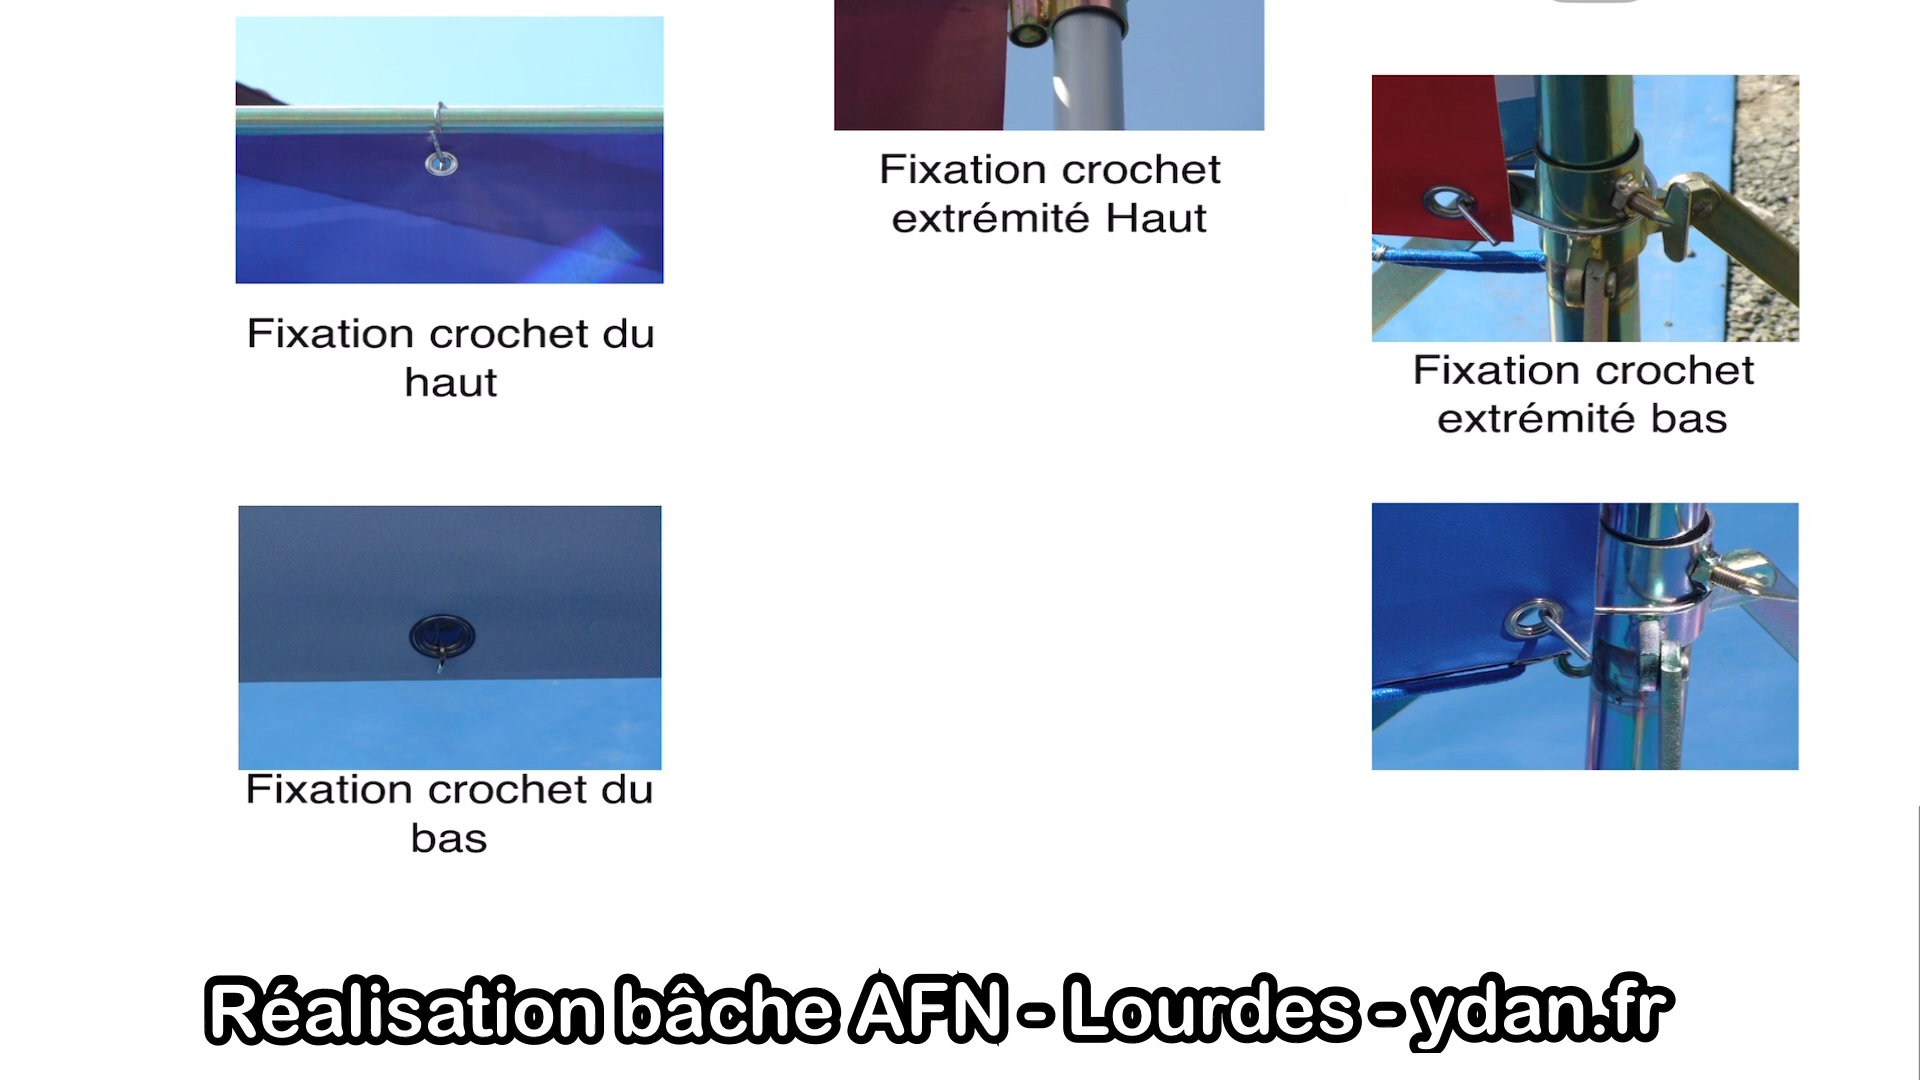 Fixation crochet du
haut
Fixation crochet
extrémité Haut
Fixation crochet
extrémité bas
Fixation crochet du
bas
Réalisation bâche AFN - Lourdes - ydan.fr